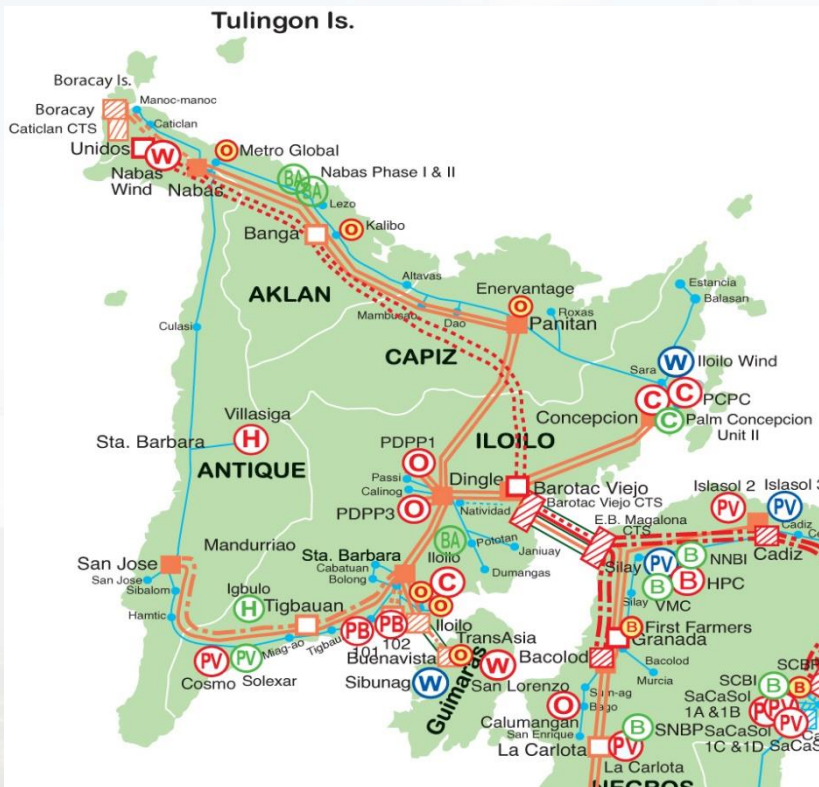 Tulingon Is.
Boracay Is.
Manoc-manoc
Boracay
Caticlan
Caticlan CTS
Unidos
W
Nabas
Wind
Nabas
O
Metro Global
BA
BA
Nabas Phase I & II
Lezo
Banga
O
Kalibo
AKLAN
Altavas
Mambusao
Dao
Enervantage
O
Panitan
Roxas
Estancia
Balasan
Culasi
CAPIZ
W
Iloilo Wind
Sara
C
C
PCPC
Concepcion
C
Palm Concepcion
Unit II
Villasiga
H
Sta. Barbara
ANTIQUE
ILOILO
PDPP1
O
Passi
Calinog
Dingle
Barotac Viejo
Barotac Viejo CTS
PDPP3
O
Natividad
E.B. Magalona
CTS
Islasol 2
Islasol 3
PV
PV
Cadiz
Cadiz
BA
Pototan
Janiuay
Dumangas
Mandurriao
Sta. Barbara
Cabatuan
Bolong
Iloilo
C
O
O
San Jose
San Jose
Sibalom
Hamtic
Igbulo
H
Tigbauan
Miag-ao
Tigbau
PB
101
PB
102
Iloilo
Cosmo
PV
Solexar
PV
Buenavista
TransAsia
O
Sibunag
W
San Lorenzo
W
Guimaras
Silay
PV
B
NNBI
B
VMC
B
HPC
Silay
B
First Farmers
Granada
Bacolod
Bacolod
Murcia
Sum-ag
Bago
Calumangan
O
San Enrique
La Carlota
B
SNBP
PV
La Carlota
SCBI
B
SCBP
B
SaCaSol
1A &1B
PV
SaCaSol
1C &1D
PV
NEGROS